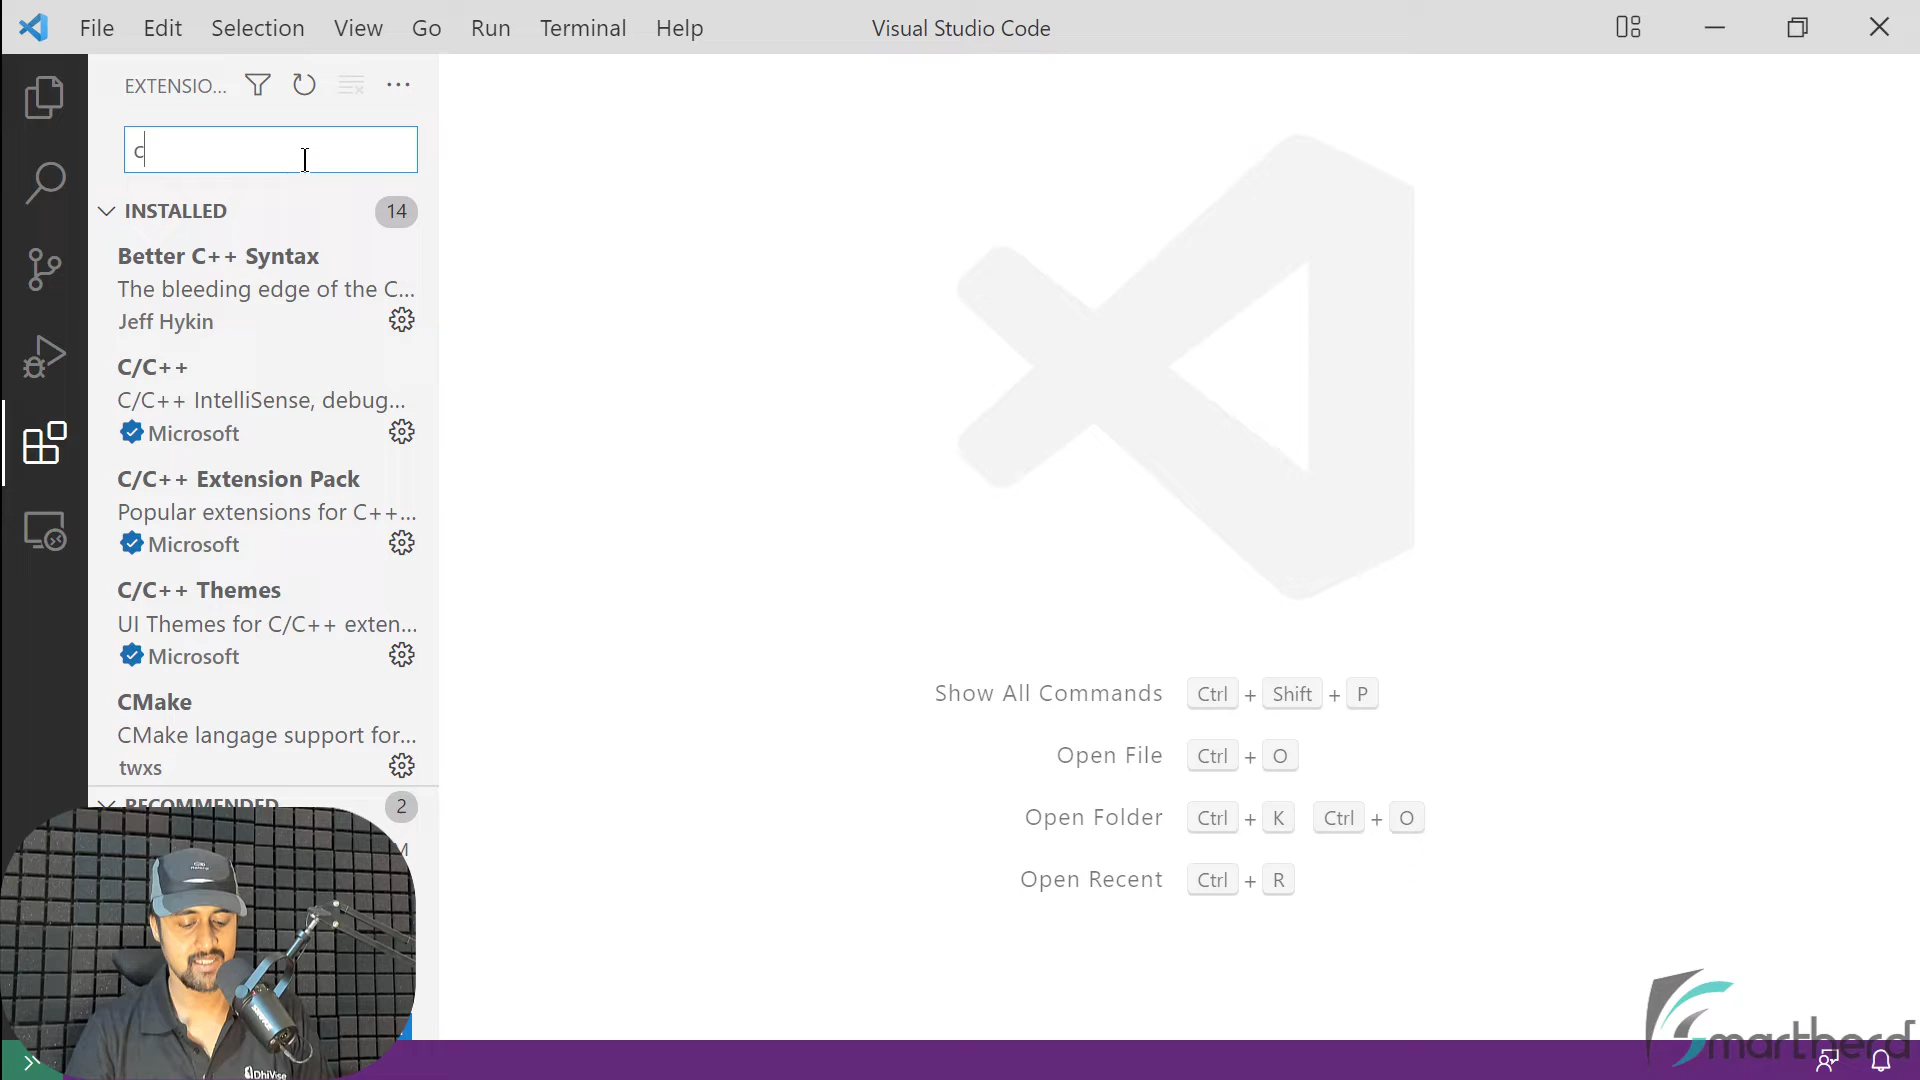 File Edit Selection View Go Run Terminal Help
Visual Studio Code
EXTENSIO...
c
INSTALLED 14
Better C++ Syntax
The bleeding edge of the C...
Jeff Hykin
C/C++
C/C++ IntelliSense, debug...
Microsoft
C/C++ Extension Pack
Popular extensions for C++...
Microsoft
C/C++ Themes
UI Themes for C/C++ exten...
Microsoft
CMake
CMake langage support for...
twxs
RECOMMENDED 2
M
Show All Commands Ctrl + Shift + P
Open File Ctrl + O
Open Folder Ctrl + K Ctrl + O
Open Recent Ctrl + R
DhiVise
Smartherd